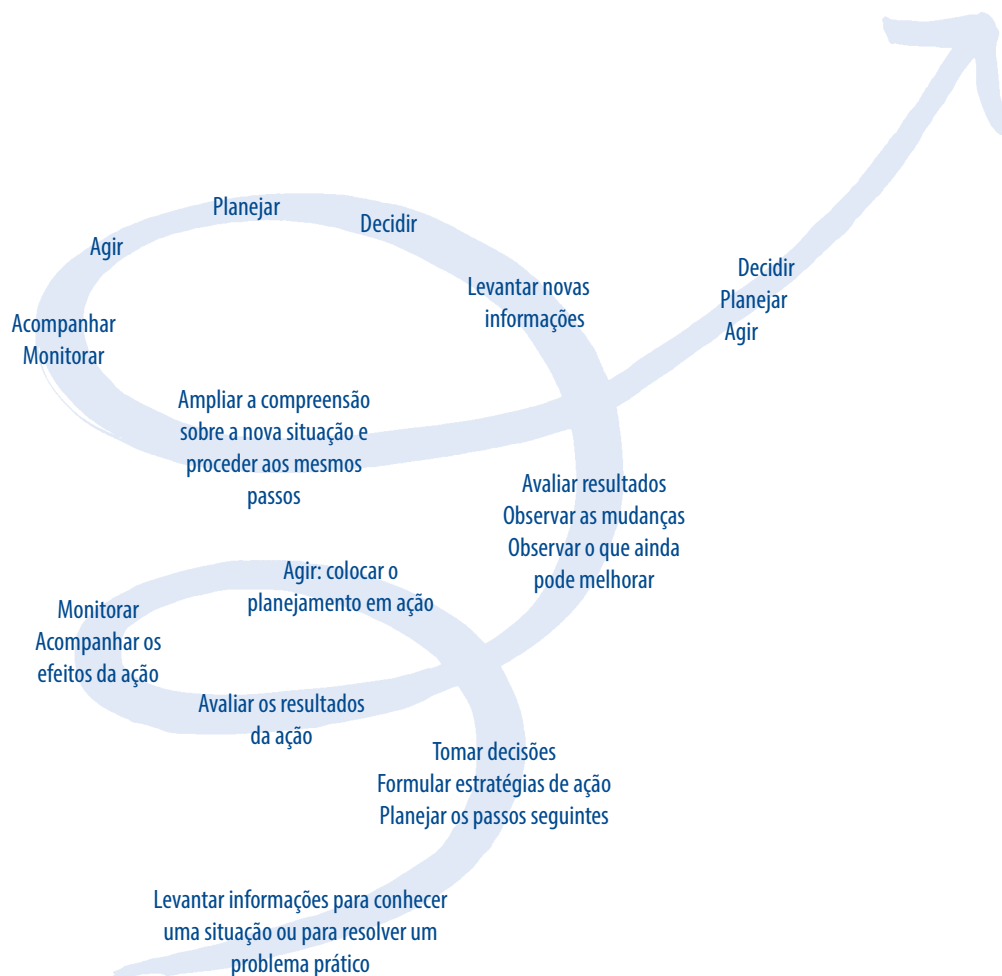 Planejar
Decidir
Agir
Levantar novas
informações
Decidir
Planejar
Agir
Acompanhar
Monitorar
Ampliar a compreensão
sobre a nova situação e
proceder aos mesmos
passos
Avaliar resultados
Observar as mudanças
Observar o que ainda
pode melhorar
Agir: colocar o
planejamento em ação
Monitorar
Acompanhar os
efeitos da ação
Avaliar os resultados
da ação
Tomar decisões
Formular estratégias de ação
Planejar os passos seguintes
Levantar informações para conhecer
uma situação ou para resolver um
problema prático